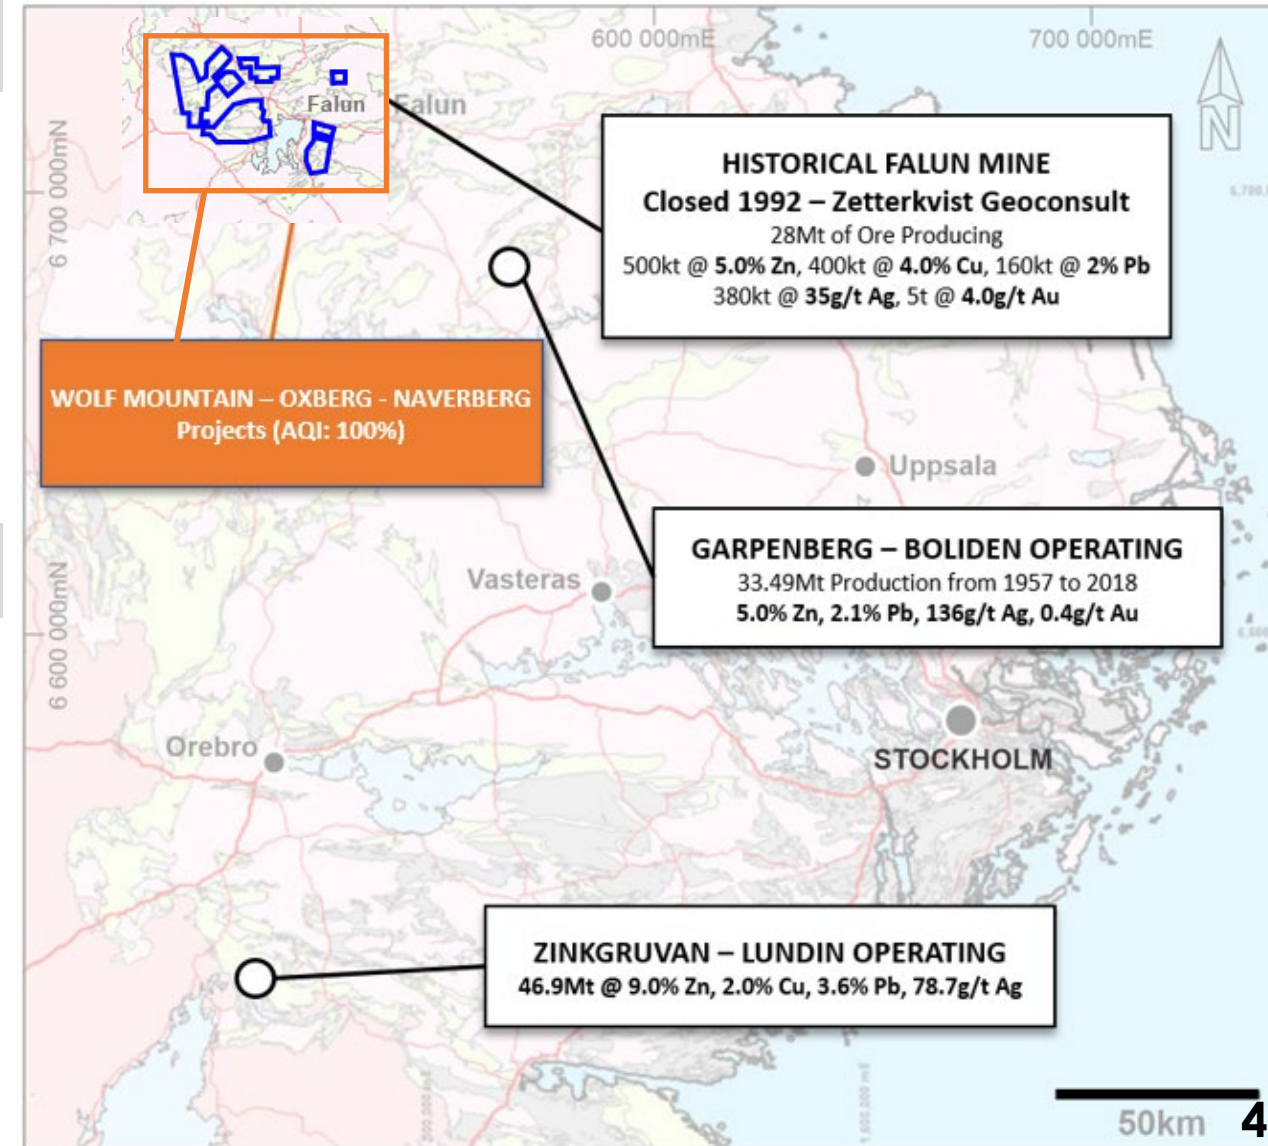 600 000mE
700 000mE
Falun
Falun
N
6 700 000mN
HISTORICAL FALUN MINE
Closed 1992 – Zetterkvist Geoconsult
28Mt of Ore Producing
500kt @ 5.0% Zn, 400kt @ 4.0% Cu, 160kt @ 2% Pb
380kt @ 35g/t Ag, 5t @ 4.0g/t Au
WOLF MOUNTAIN – OXBERG - NAVERBERG
Projects (AQI: 100%)
Uppsala
GARPENBERG – BOLIDEN OPERATING
33.49Mt Production from 1957 to 2018
5.0% Zn, 2.1% Pb, 136g/t Ag, 0.4g/t Au
Vasteras
6 600 000mN
Orebro
STOCKHOLM
ZINKGRUVAN – LUNDIN OPERATING
46.9Mt @ 9.0% Zn, 2.0% Cu, 3.6% Pb, 78.7g/t Ag
50km
4